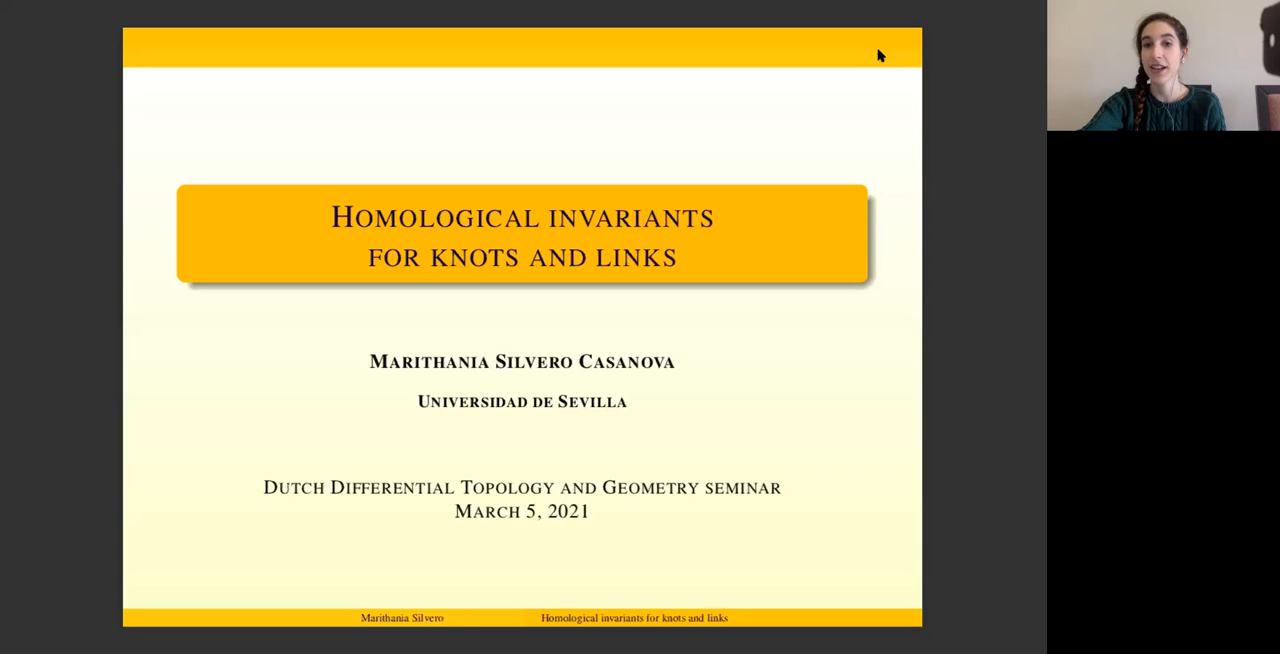 HOMOLOGICAL INVARIANTS
FOR KNOTS AND LINKS
MARITHANIA SILVERO CASANOVA
UNIVERSIDAD DE SEVILLA
DUTCH DIFFERENTIAL TOPOLOGY AND GEOMETRY SEMINAR
MARCH 5, 2021
Marithania Silvero Homological invariants for knots and links